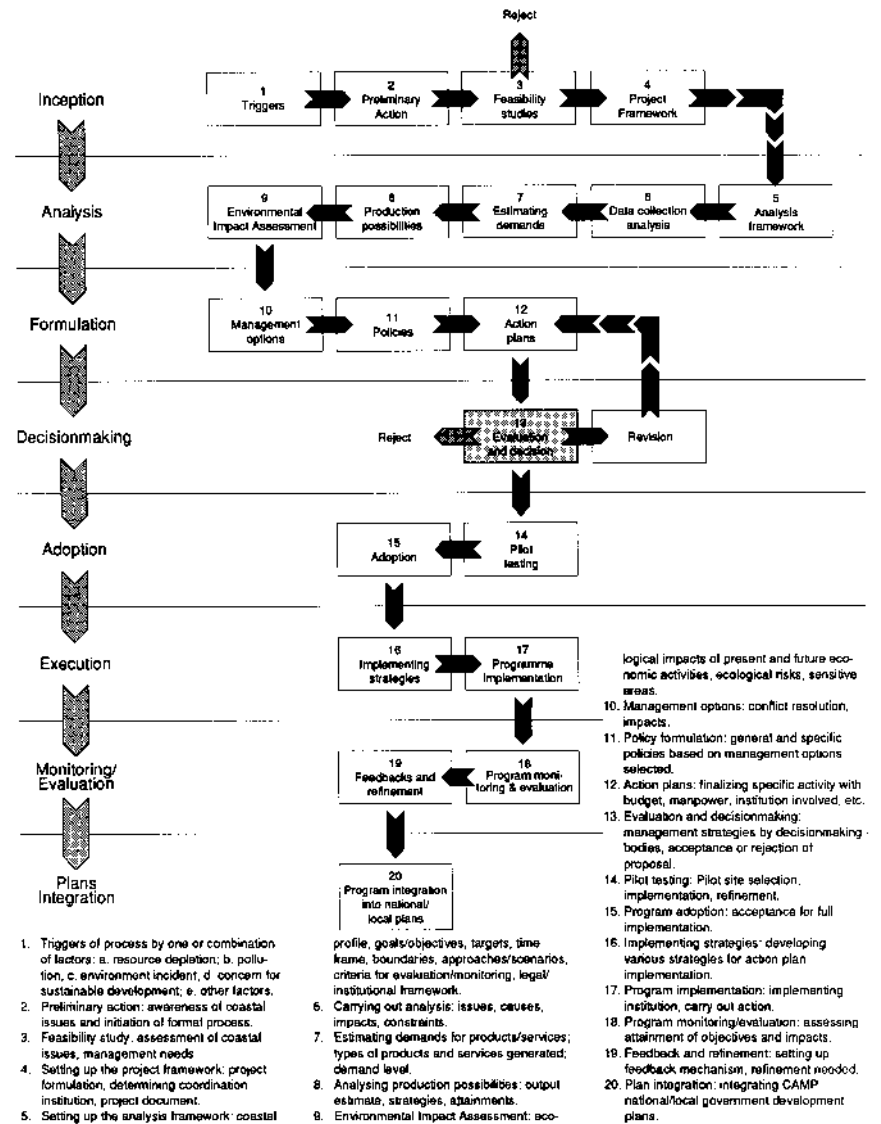 Reject
Inception
1
Triggers
2
Preliminary
Action
3
Feasibility
studies
4
Project
Framework
Analysis
9
Environmental
Impact Assessment
8
Production
possibilities
7
Estimating
demands
6
Data collection
analysis
5
Analysis
framework
Formulation
10
Management
options
11
Policies
12
Action
plans
Decisionmaking
Reject
13
Evaluation
and decision
Revision
Adoption
15
Adoption
14
Pilot
testing
Execution
16
Implementing
strategies
17
Programme
Implementation
Monitoring/
Evaluation
19
Feedbacks and
refinement
18
Program moni-
toring & evaluation
Plans
Integration
20
Program integration
into national/
local plans
1. Triggers of process by one or combination
of factors: a. resource depletion; b. pollu-
tion, c. environment incident, d. concern for
sustainable development; e. other factors.
2. Preliminary action: awareness of coastal
issues and initiation of formal process.
3. Feasibility study. assessment of coastal
issues, management needs
4. Setting up the project framework: project
formulation, determining coordination
institution, project document.
5. Setting up the analysis framework: coastal
profile, goals/objectives, targets, time
frame, boundaries, approaches/scenarios,
criteria for evaluation/monitoring, legal/
institutional framework.
6. Carrying out analysis: issues, causes,
impacts, constraints.
7. Estimating demands for products/services;
types of products and services generated;
demand level.
8. Analysing production possibilities: output
estimate, strategies, attainments.
9. Environmental Impact Assessment: eco-
logical impacts of present and future eco-
nomic activities, ecological risks, sensitive
areas.
10. Management options: conflict resolution,
impacts.
11. Policy formulation: general and specific
policies based on management options
selected.
12. Action plans: finalizing specific activity with
budget, manpower, institution involved, etc.
13. Evaluation and decisionmaking:
management strategies by decisionmaking
bodies, acceptance or rejection of
proposal.
14. Pilot testing: Pilot site selection,
implementation, refinement.
15. Program adoption: acceptance for full
implementation.
16. Implementing strategies: developing
various strategies for action plan
implementation.
17. Program implementation: implementing
institution, carry out action.
18. Program monitoring/evaluation: assessing
attainment of objectives and impacts.
19. Feedback and refinement: setting up
feedback mechanism, refinement needed.
20. Plan integration: integrating CAMP
national/local government development
plans.